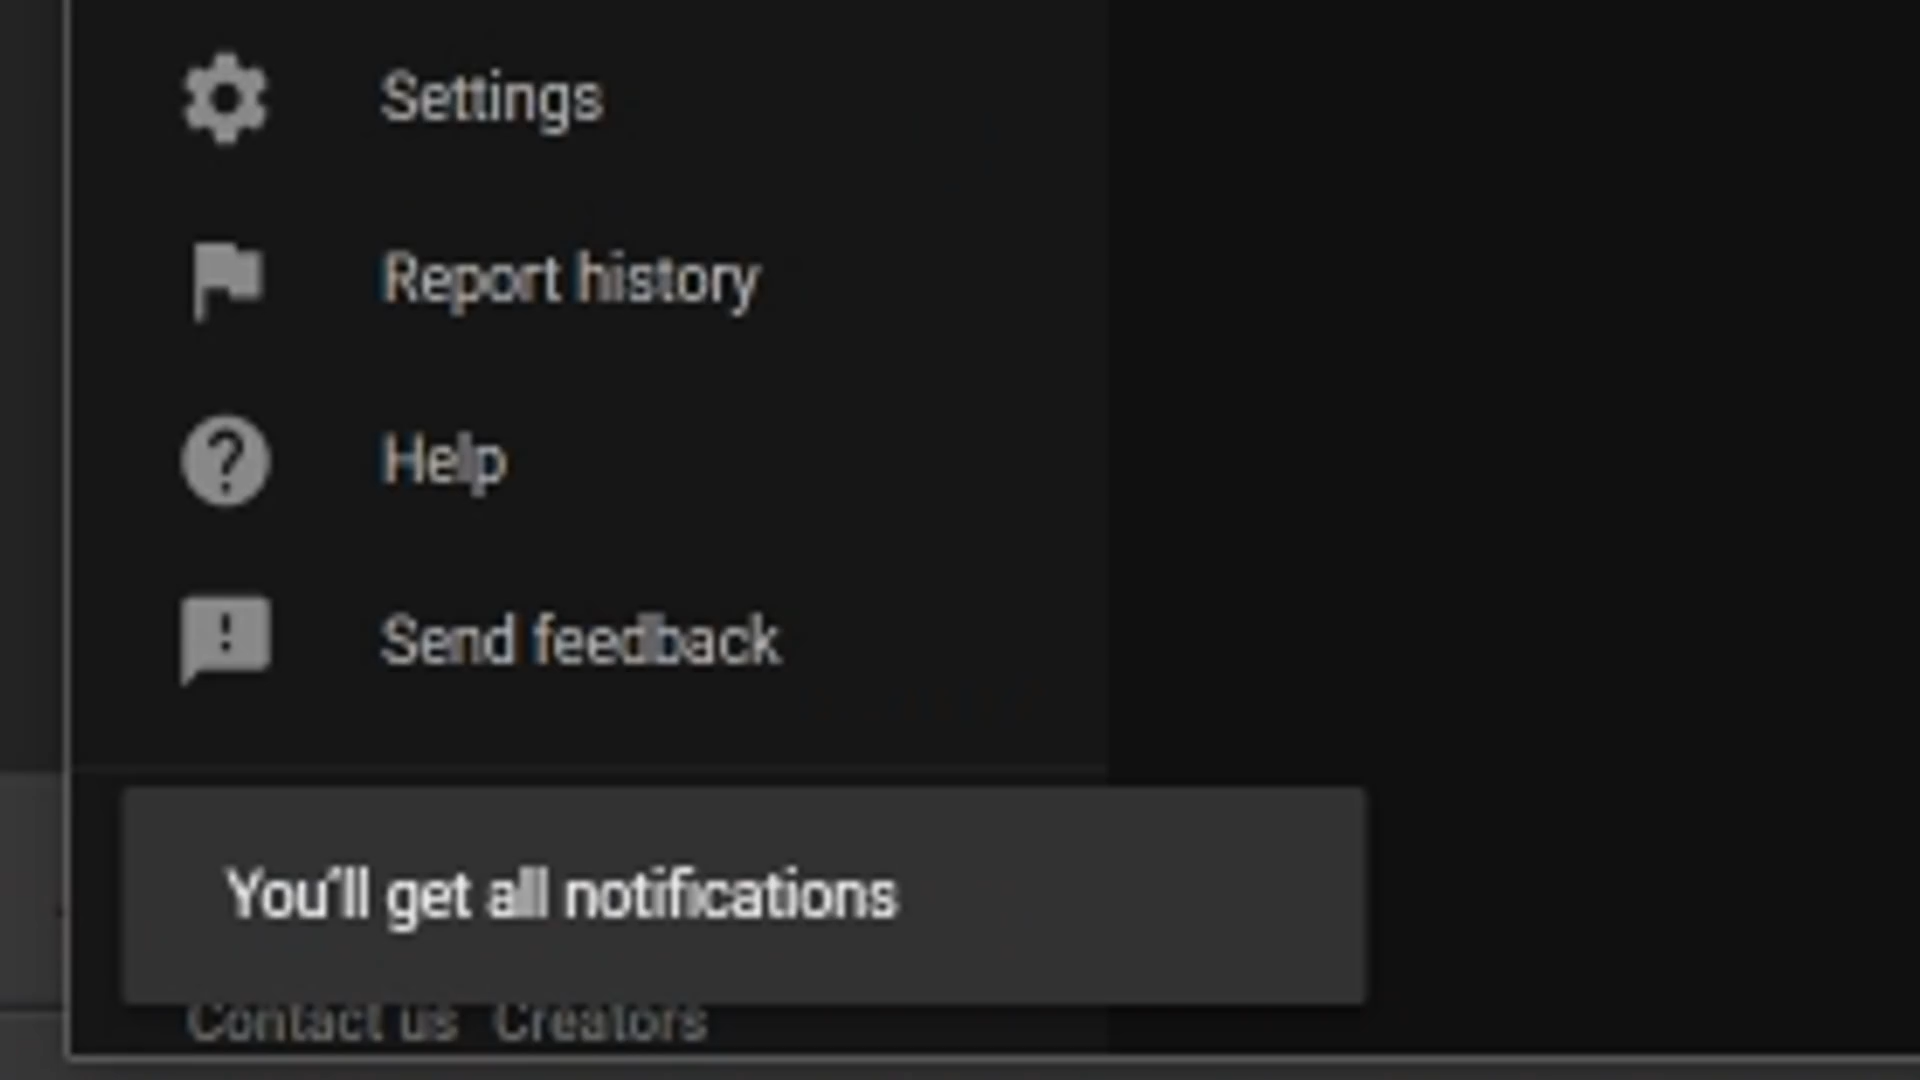 Settings
Report history
Help
Send feedback
You'll get all notifications
Contact us Creators